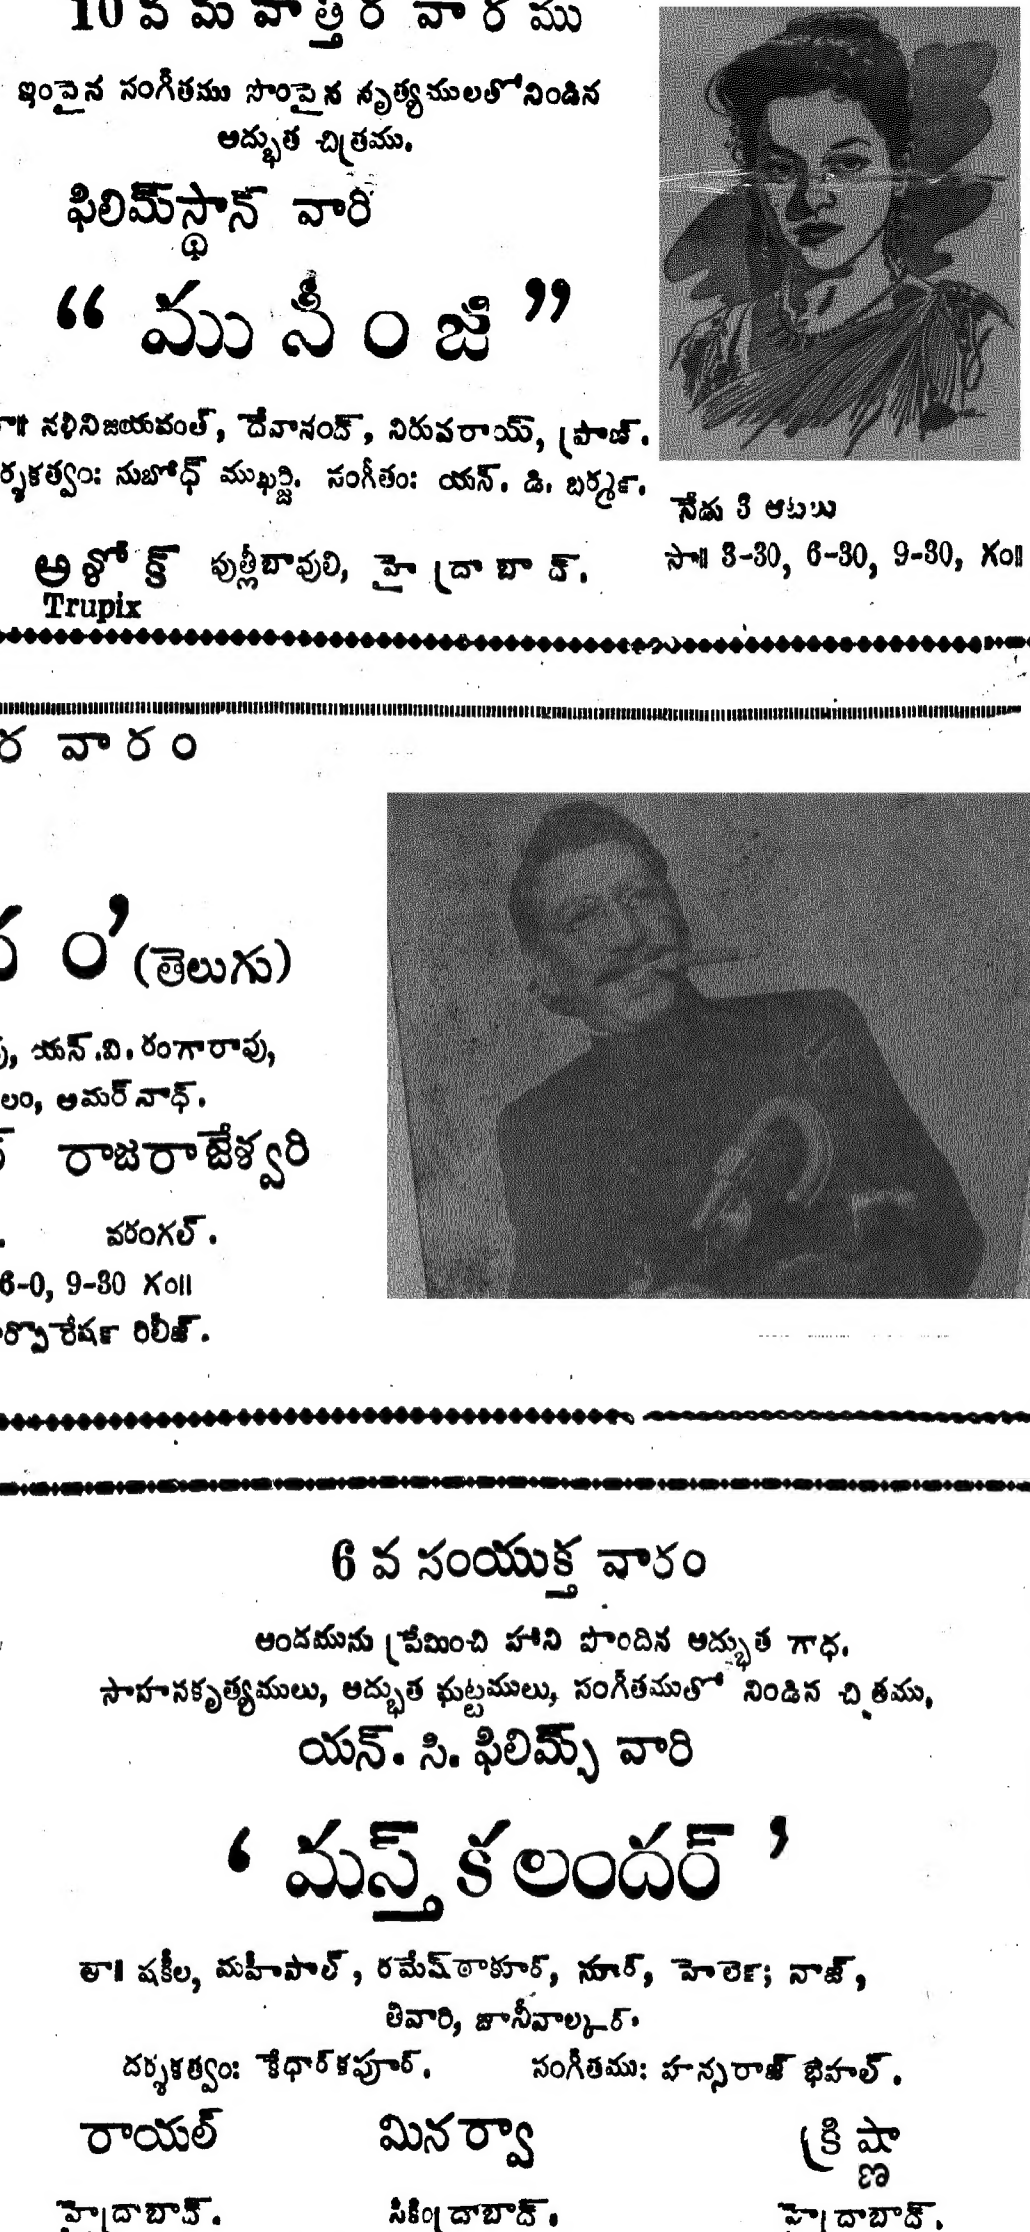 10 వ మహత్తర వారము
ఇంపైన సంగీతము సొంపైన నృత్యములతోనిండిన
అద్భుత చిత్రము.
ఫిలిమ్‌స్థాన్ వారి
“ మునీంజి ”
నళినిజయవంత్, దేవానంద్, నిరుపరాయ్, ప్రాణ్.
ర్శకత్వం: సుబోధ్ ముఖర్జి. సంగీతం: యస్. డి. బర్మన్.
నేడు 3 ఆటలు
సా॥ 3-30, 6-30, 9-30, గం॥
అశోక్ పుత్లీబావులి, హైద్రాబాద్.
Trupix
ర వారం
నం’ (తెలుగు)
యస్.వి.రంగారావు,
లం, అమర్‌నాధ్.
రాజరాజేశ్వరి
వరంగల్.
6-0, 9-30 గం॥
ర్పొరేషన్ రిలీజ్.
6 వ సంయుక్త వారం
అందమును ప్రేమించి హాని పొందిన అద్భుత గాధ.
సాహసకృత్యములు, అద్భుత ఘట్టములు, సంగీతముతో నిండిన చిత్రము,
యన్. సి. ఫిలిమ్స్ వారి
‘ మస్త్ కలందర్ ’
తా॥ షకీల, మహీపాల్, రమేష్‌ఠాకూర్, నూర్, హెలెన్; నాజ్,
తివారి, జానీవాల్కర్.
దర్శకత్వం: కేధార్‌కపూర్. సంగీతము: హన్సరాజ్ భెహల్.
రాయల్ మినర్వా క్రిష్ణా
హైద్రాబాద్. సికింద్రాబాద్. హైద్రాబాద్.